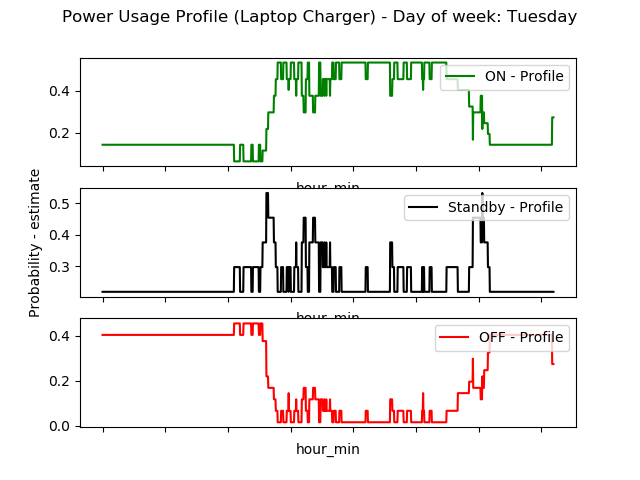 Power Usage Profile (Laptop Charger) - Day of week: Tuesday
ON - Profile
0.4
0.2
hour_min
Standby - Profile
0.5
0.4
0.3
hour_min
Probability - estimate
OFF - Profile
0.4
0.2
0.0
hour_min